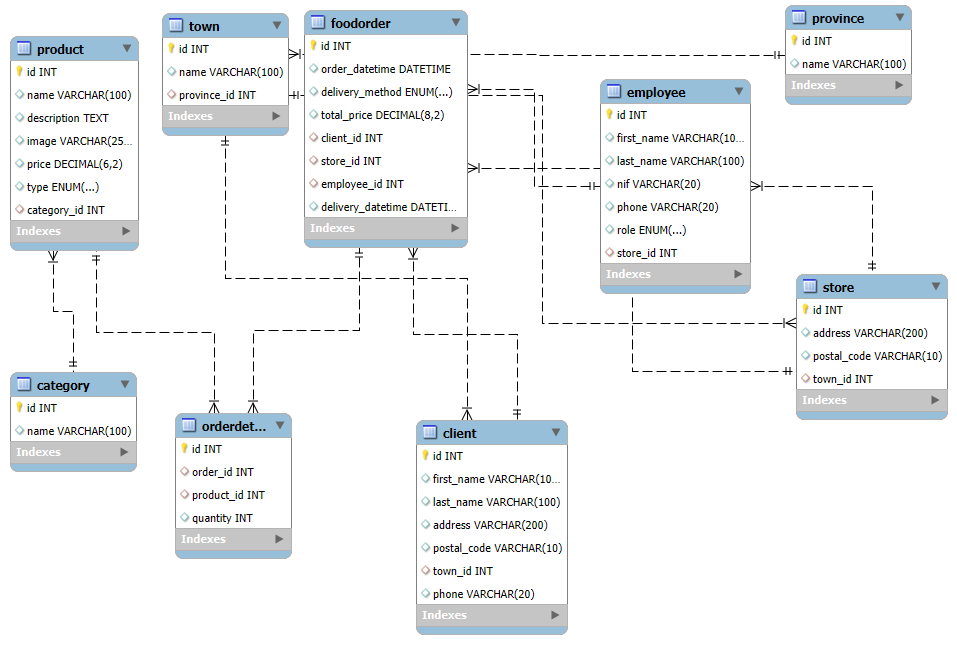 product
id INT
name VARCHAR(100)
description TEXT
image VARCHAR(25...
price DECIMAL(6,2)
type ENUM(...)
category_id INT
Indexes
town
id INT
name VARCHAR(100)
province_id INT
Indexes
foodorder
id INT
order_datetime DATETIME
delivery_method ENUM(...)
total_price DECIMAL(8,2)
client_id INT
store_id INT
employee_id INT
delivery_datetime DATETI...
Indexes
province
id INT
name VARCHAR(100)
Indexes
employee
id INT
first_name VARCHAR(10...
last_name VARCHAR(100)
nif VARCHAR(20)
phone VARCHAR(20)
role ENUM(...)
store_id INT
Indexes
store
id INT
address VARCHAR(200)
postal_code VARCHAR(10)
town_id INT
Indexes
category
id INT
name VARCHAR(100)
Indexes
orderdet...
id INT
order_id INT
product_id INT
quantity INT
Indexes
client
id INT
first_name VARCHAR(10...
last_name VARCHAR(100)
address VARCHAR(200)
postal_code VARCHAR(10)
town_id INT
phone VARCHAR(20)
Indexes